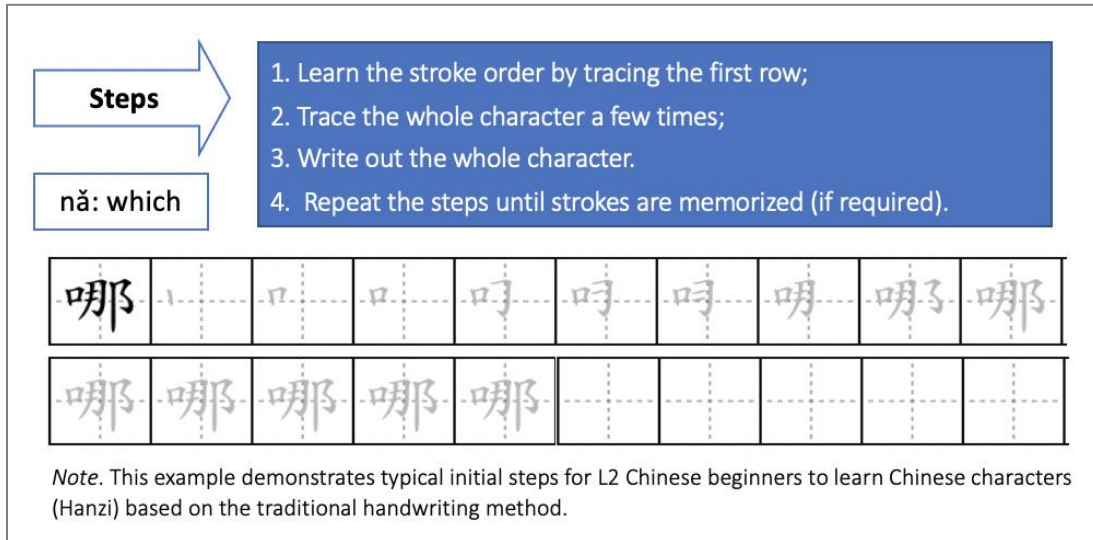 Steps
1. Learn the stroke order by tracing the first row;
2. Trace the whole character a few times;
3. Write out the whole character.
4. Repeat the steps until strokes are memorized (if required).
nǎ: which
哪 丨 𠃍 口 哪
哪 哪 哪 哪 哪
Note. This example demonstrates typical initial steps for L2 Chinese beginners to learn Chinese characters
(Hanzi) based on the traditional handwriting method.